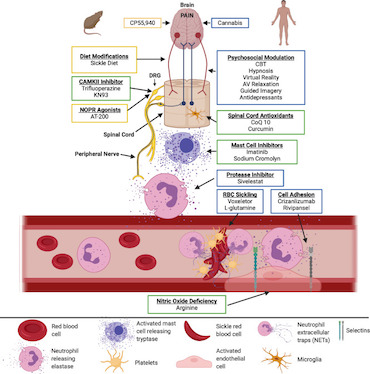 Brain
PAIN
CP55,940
Cannabis
Diet Modifications
Sickle Diet
CAMKII Inhibitor
Trifluoperazine
KN93
NOPR Agonists
AT-200
DRG
Spinal Cord
Peripheral Nerve
Psychosocial Modulation
CBT
Hypnosis
Virtual Reality
AV Relaxation
Guided Imagery
Antidepressants
Spinal Cord Antioxidants
CoQ 10
Curcumin
Mast Cell Inhibitors
Imatinib
Sodium Cromolyn
Protease Inhibitor
Sivelestat
RBC Sickling
Voxeletor
L-glutamine
Cell Adhesion
Crizanlizumab
Rivipansel
Nitric Oxide Deficiency
Arginine
Red blood
cell
Activated mast
cell releasing
tryptase
Sickle red
blood cell
Neutrophil
extracellular
traps (NETs)
Selectins
Neutrophil
releasing
elastase
Platelets
Activated
endothelial
cell
Microglia